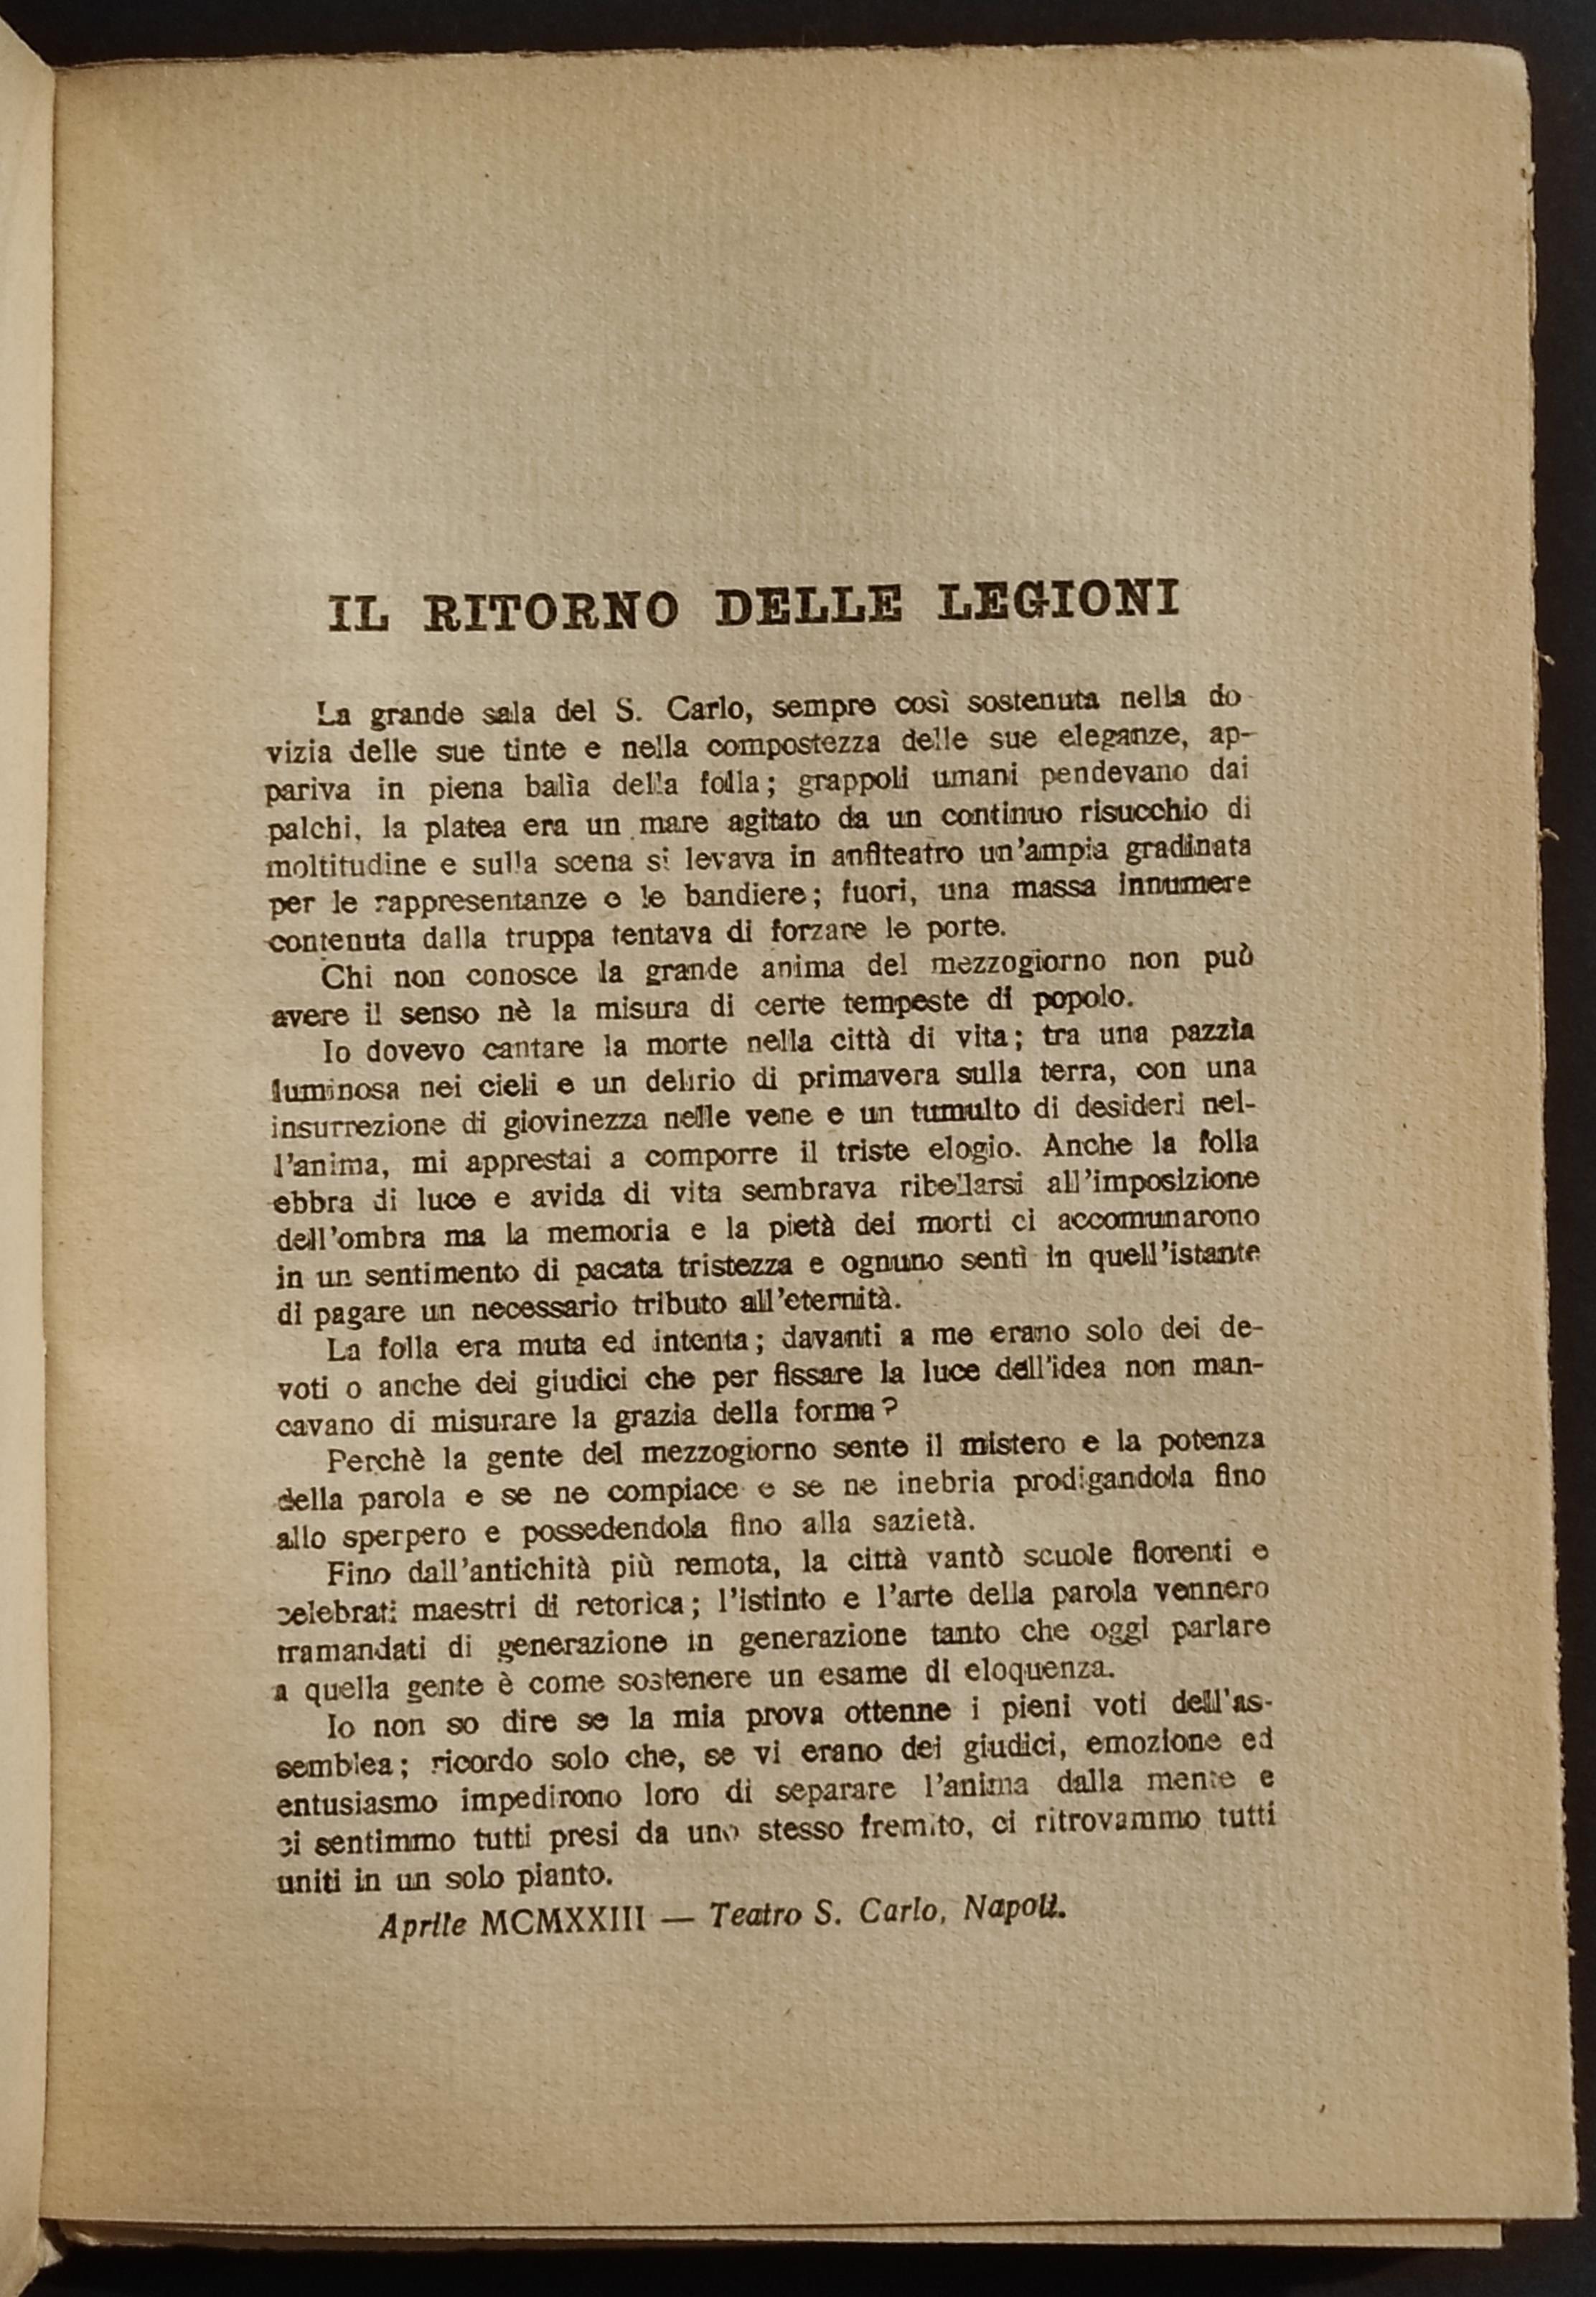 IL RITORNO DELLE LEGIONI
La grande sala del S. Carlo, sempre così sostenuta nella do-
vizia delle sue tinte e nella compostezza delle sue eleganze, ap-
pariva in piena balìa della folla; grappoli umani pendevano dai
palchi, la platea era un mare agitato da un continuo risucchio di
moltitudine e sulla scena si levava in anfiteatro un'ampia gradinata
per le rappresentanze e le bandiere; fuori, una massa innumere
contenuta dalla truppa tentava di forzare le porte.
Chi non conosce la grande anima del mezzogiorno non può
avere il senso nè la misura di certe tempeste di popolo.
Io dovevo cantare la morte nella città di vita; tra una pazzia
luminosa nei cieli e un delirio di primavera sulla terra, con una
insurrezione di giovinezza nelle vene e un tumulto di desideri nel-
l'anima, mi apprestai a comporre il triste elogio. Anche la folla
ebbra di luce e avida di vita sembrava ribellarsi all'imposizione
dell'ombra ma la memoria e la pietà dei morti ci accomunarono
in un sentimento di pacata tristezza e ognuno sentì in quell'istante
di pagare un necessario tributo all'eternità.
La folla era muta ed intenta; davanti a me erano solo dei de-
voti o anche dei giudici che per fissare la luce dell'idea non man-
cavano di misurare la grazia della forma?
Perchè la gente del mezzogiorno sente il mistero e la potenza
della parola e se ne compiace e se ne inebria prodigandola fino
allo sperpero e possedendola fino alla sazietà.
Fino dall'antichità più remota, la città vantò scuole florenti e
celebrati maestri di retorica; l'istinto e l'arte della parola vennero
tramandati di generazione in generazione tanto che oggi parlare
a quella gente è come sostenere un esame di eloquenza.
Io non so dire se la mia prova ottenne i pieni voti dell'as-
semblea; ricordo solo che, se vi erano dei giudici, emozione ed
entusiasmo impedirono loro di separare l'anima dalla mente e
ci sentimmo tutti presi da uno stesso fremito, ci ritrovammo tutti
uniti in un solo pianto.
Aprile MCMXXIII — Teatro S. Carlo, Napoli.